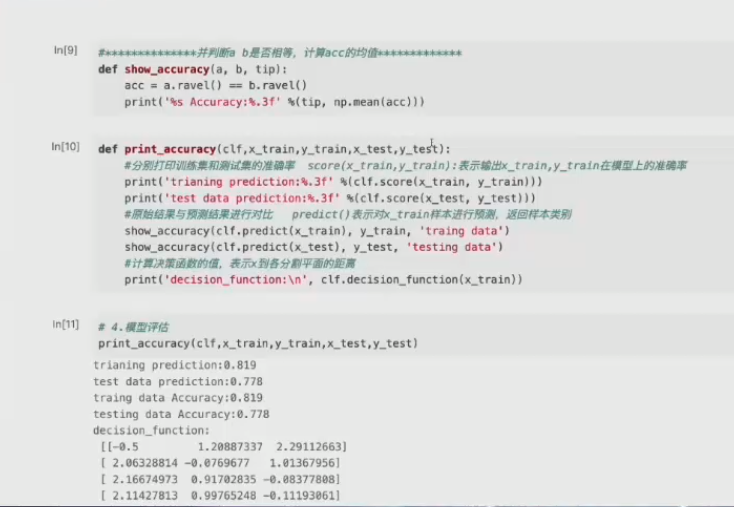 In[9]
#**************并判断a b是否相等，计算acc的均值*************
def show_accuracy(a, b, tip):
acc = a.ravel() == b.ravel()
print('%s Accuracy:%.3f' %(tip, np.mean(acc)))
In[10]
def print_accuracy(clf,x_train,y_train,x_test,y_test):
#分别打印训练集和测试集的准确率 score(x_train,y_train):表示输出x_train,y_train在模型上的准确率
print('trianing prediction:%.3f' %(clf.score(x_train, y_train)))
print('test data prediction:%.3f' %(clf.score(x_test, y_test)))
#原始结果与预测结果进行对比 predict()表示对x_train样本进行预测，返回样本类别
show_accuracy(clf.predict(x_train), y_train, 'traing data')
show_accuracy(clf.predict(x_test), y_test, 'testing data')
#计算决策函数的值，表示x到各分割平面的距离
print('decision_function:\n', clf.decision_function(x_train))
In[11]
# 4.模型评估
print_accuracy(clf,x_train,y_train,x_test,y_test)
trianing prediction:0.819
test data prediction:0.778
traing data Accuracy:0.819
testing data Accuracy:0.778
decision_function:
[[-0.5 1.20887337 2.29112663]
[ 2.06328814 -0.0769677 1.01367956]
[ 2.16674973 0.91702835 -0.08377808]
[ 2.11427813 0.99765248 -0.11193061]